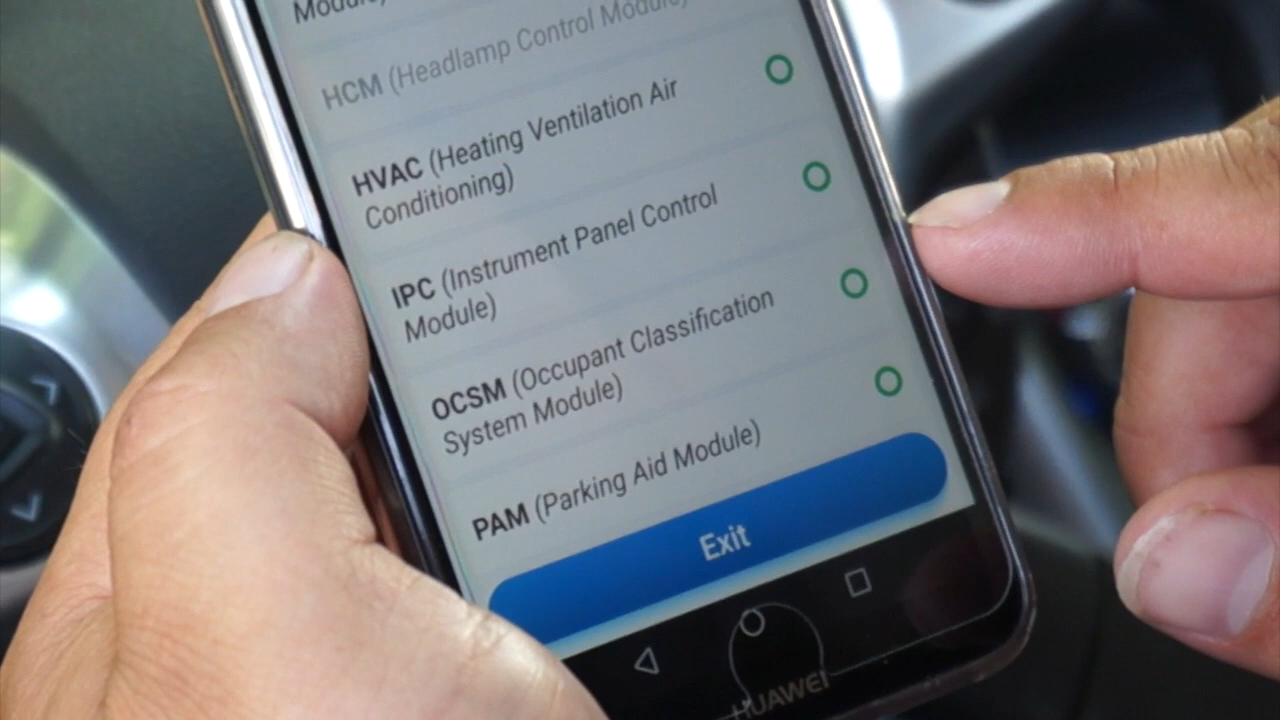 Module)
HCM (Headlamp Control Module)
HVAC (Heating Ventilation Air
Conditioning)
IPC (Instrument Panel Control
Module)
OCSM (Occupant Classification
System Module)
PAM (Parking Aid Module)
Exit
HUAWEI